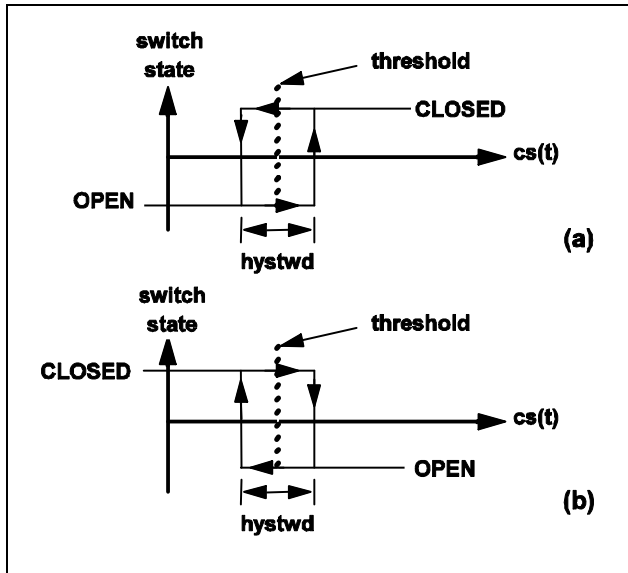 switch
state
threshold
CLOSED
cs(t)
OPEN
hystwd
(a)
switch
state
threshold
CLOSED
cs(t)
OPEN
hystwd
(b)